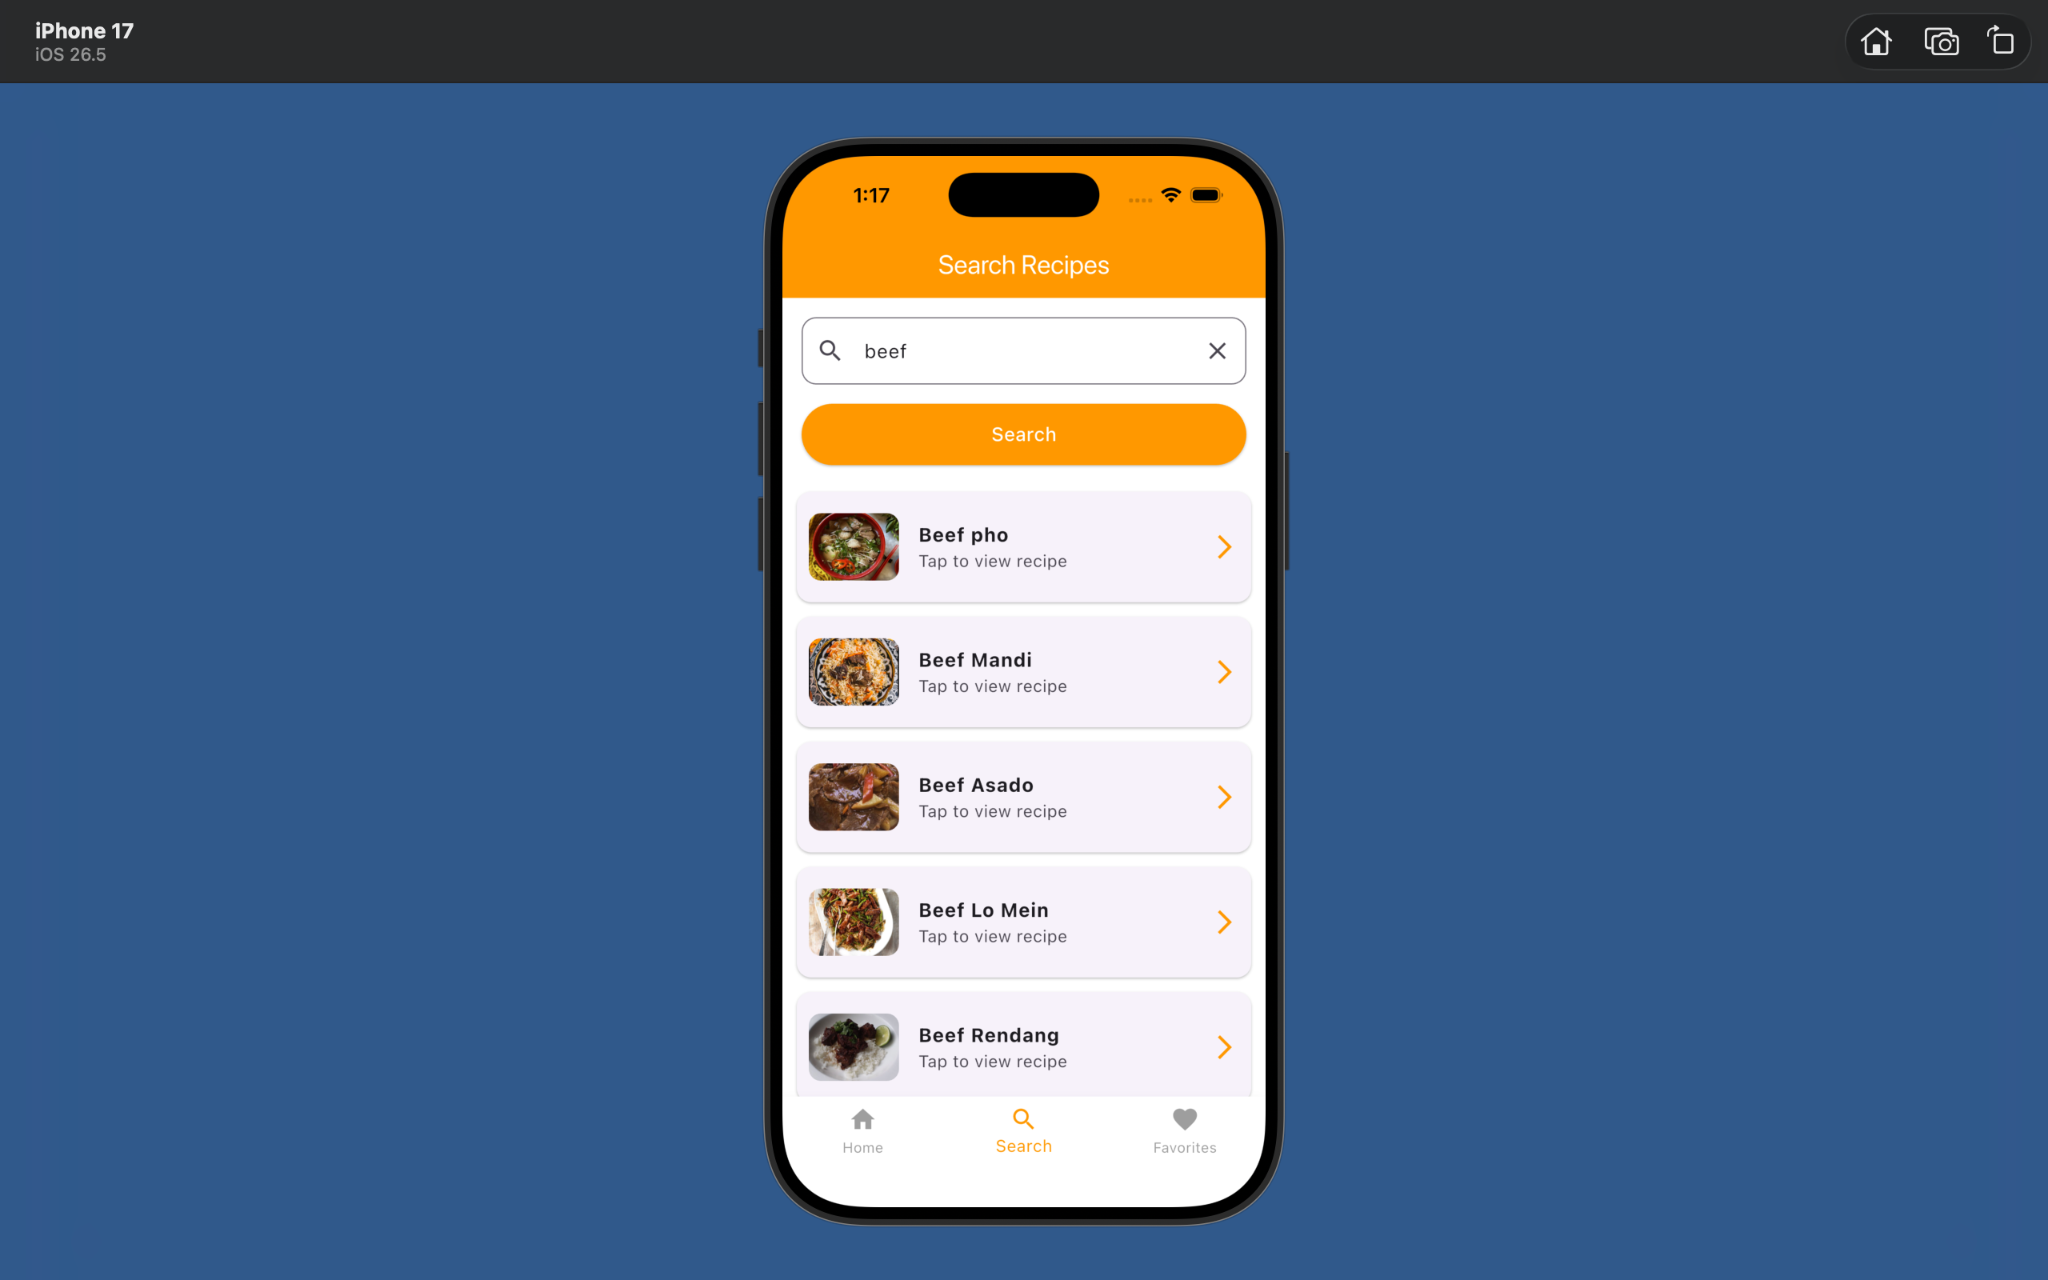 iPhone 17
iOS 26.5
1:17
Search Recipes
beef
Search
Beef pho
Tap to view recipe
Beef Mandi
Tap to view recipe
Beef Asado
Tap to view recipe
Beef Lo Mein
Tap to view recipe
Beef Rendang
Tap to view recipe
Home
Search
Favorites